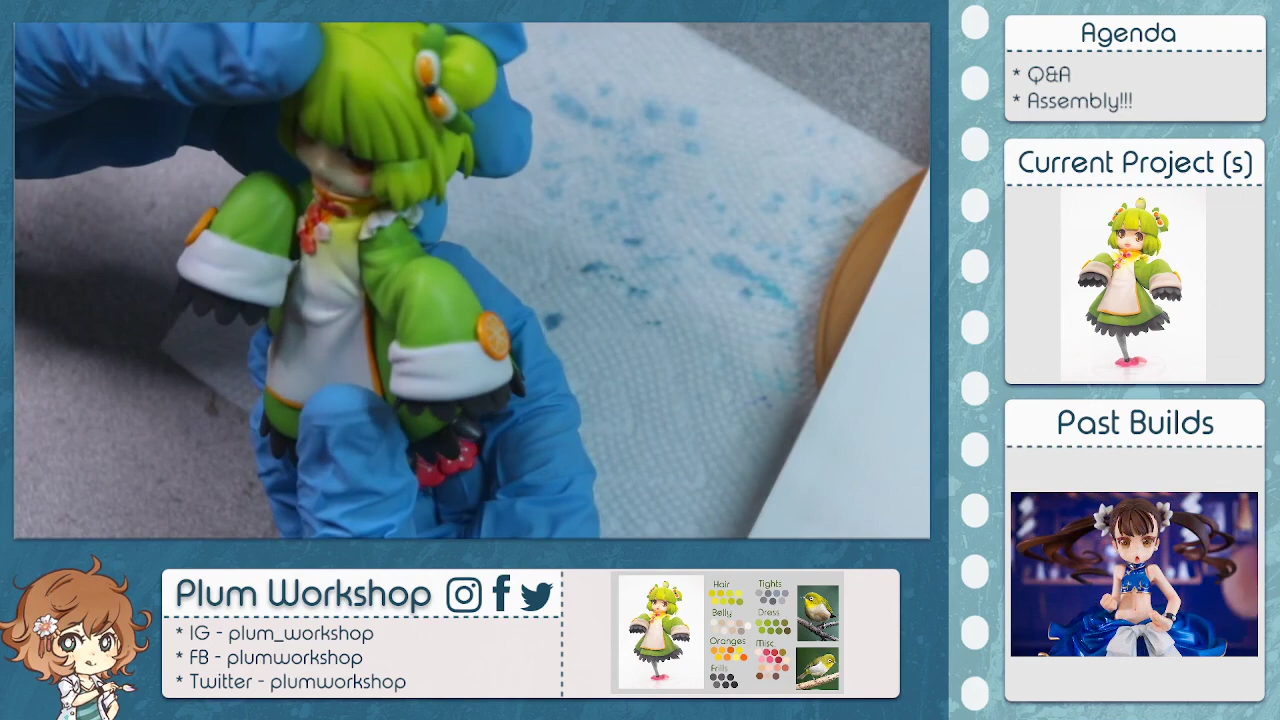 Agenda
* Q&A
* Assembly!!!
Current Project (s)
Past Builds
Plum Workshop
* IG - plum_workshop
* FB - plumworkshop
* Twitter - plumworkshop
Hair
Tights
Belly
Dress
Oranges
Misc
Frills